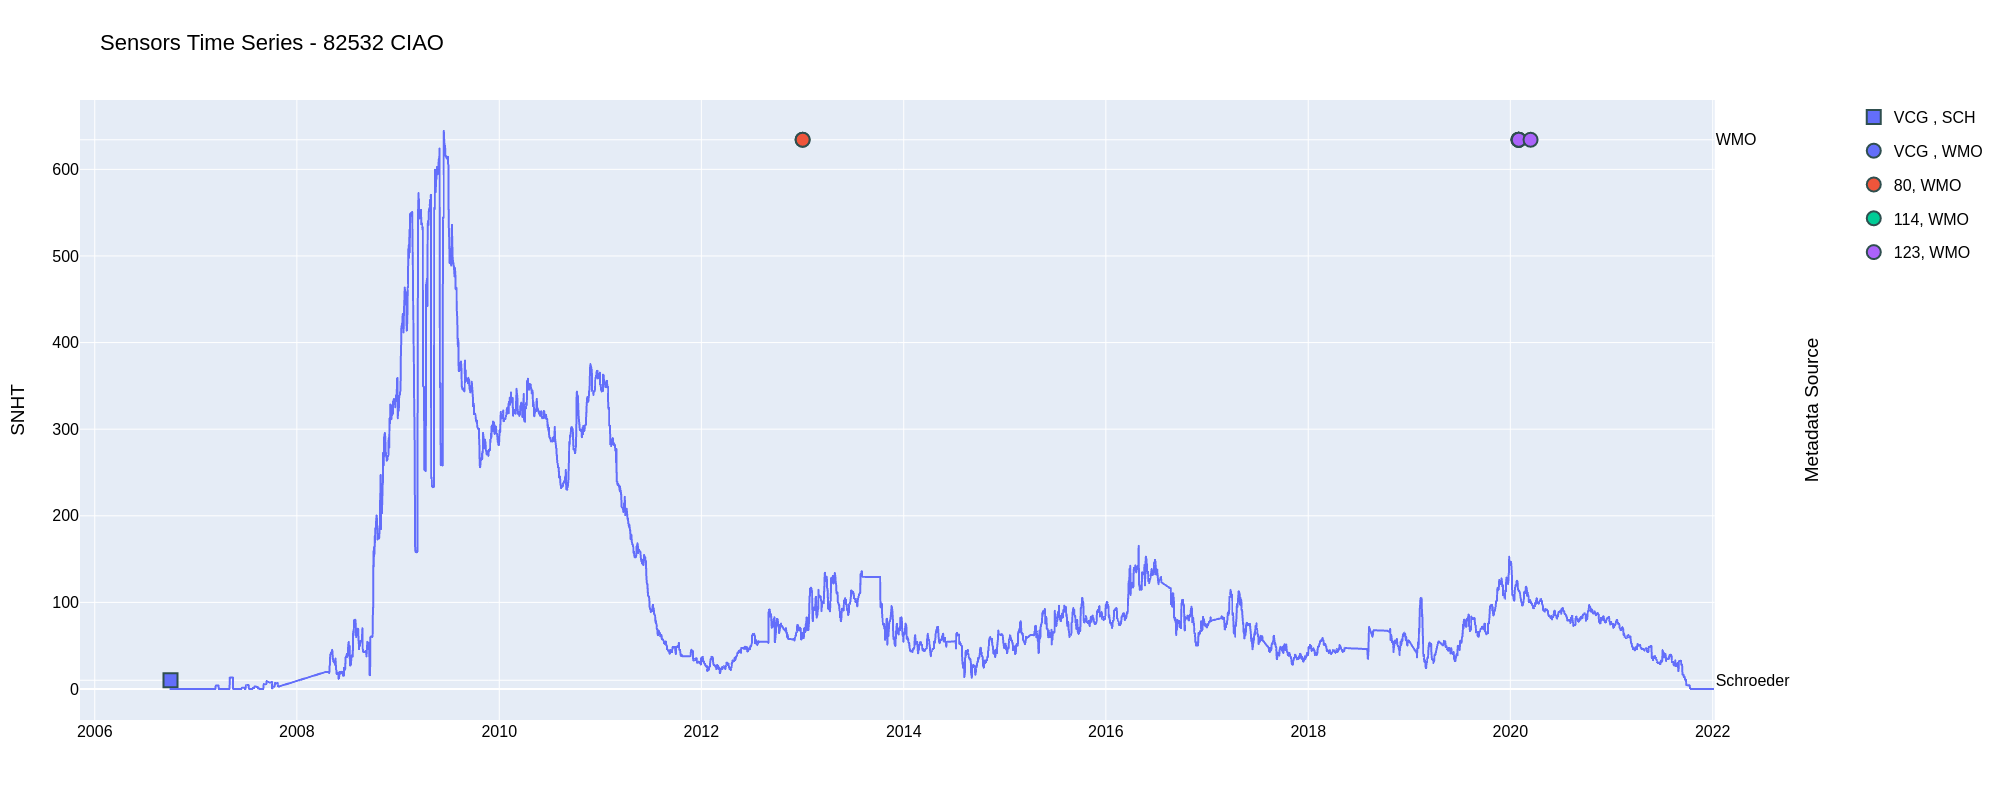 Sensors Time Series - 82532 CIAO
VCG , SCH
VCG , WMO
80, WMO
114, WMO
123, WMO
WMO
Schroeder
Metadata Source
SNHT
600
500
400
300
200
100
0
2006 2008 2010 2012 2014 2016 2018 2020 2022